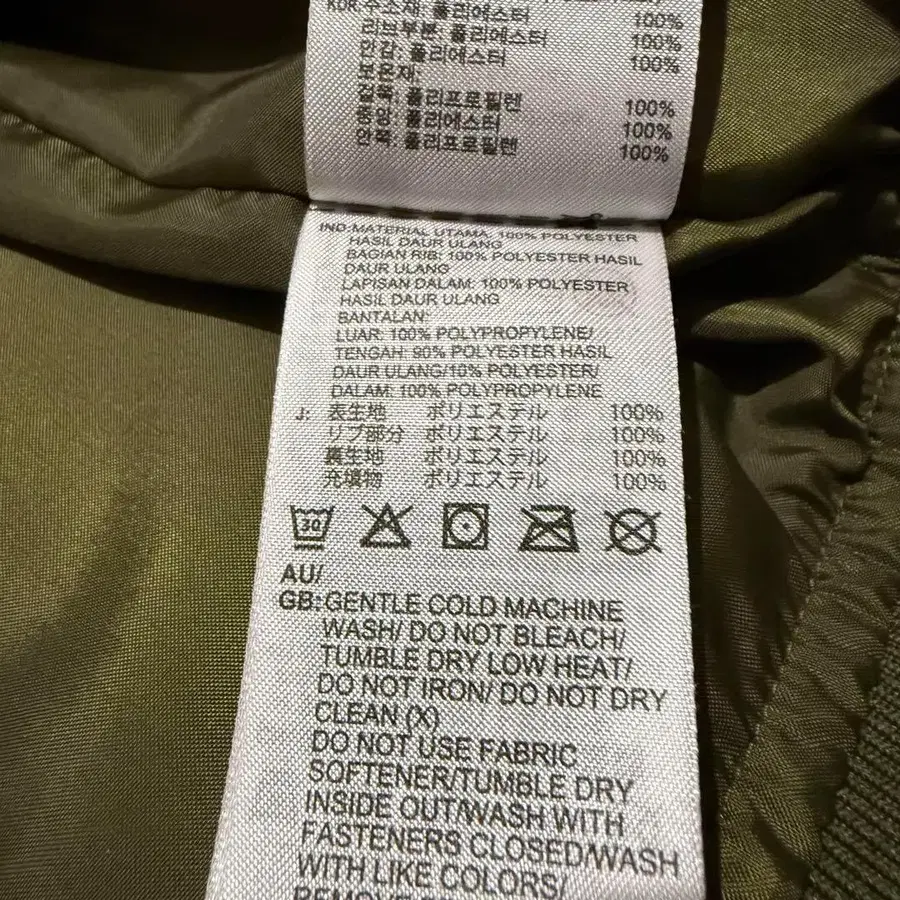 KOR: 주소재: 폴리에스터 100%
리브부분: 폴리에스터 100%
안감: 폴리에스터 100%
보온재:
겉쪽: 폴리프로필렌 100%
중앙: 폴리에스터 100%
안쪽: 폴리프로필렌 100%
IND: MATERIAL UTAMA: 100% POLYESTER
HASIL DAUR ULANG
BAGIAN RIB: 100% POLYESTER HASIL
DAUR ULANG
LAPISAN DALAM: 100% POLYESTER
HASIL DAUR ULANG
BANTALAN:
LUAR: 100% POLYPROPYLENE/
TENGAH: 90% POLYESTER HASIL
DAUR ULANG/10% POLYESTER/
DALAM: 100% POLYPROPYLENE
J: 表生地 ポリエステル 100%
リブ部分 ポリエステル 100%
裏生地 ポリエステル 100%
充填物 ポリエステル 100%
30
AU/
GB: GENTLE COLD MACHINE
WASH/ DO NOT BLEACH/
TUMBLE DRY LOW HEAT/
DO NOT IRON/ DO NOT DRY
CLEAN (X)
DO NOT USE FABRIC
SOFTENER/TUMBLE DRY
INSIDE OUT/WASH WITH
FASTENERS CLOSED/WASH
WITH LIKE COLORS/
REMOVE